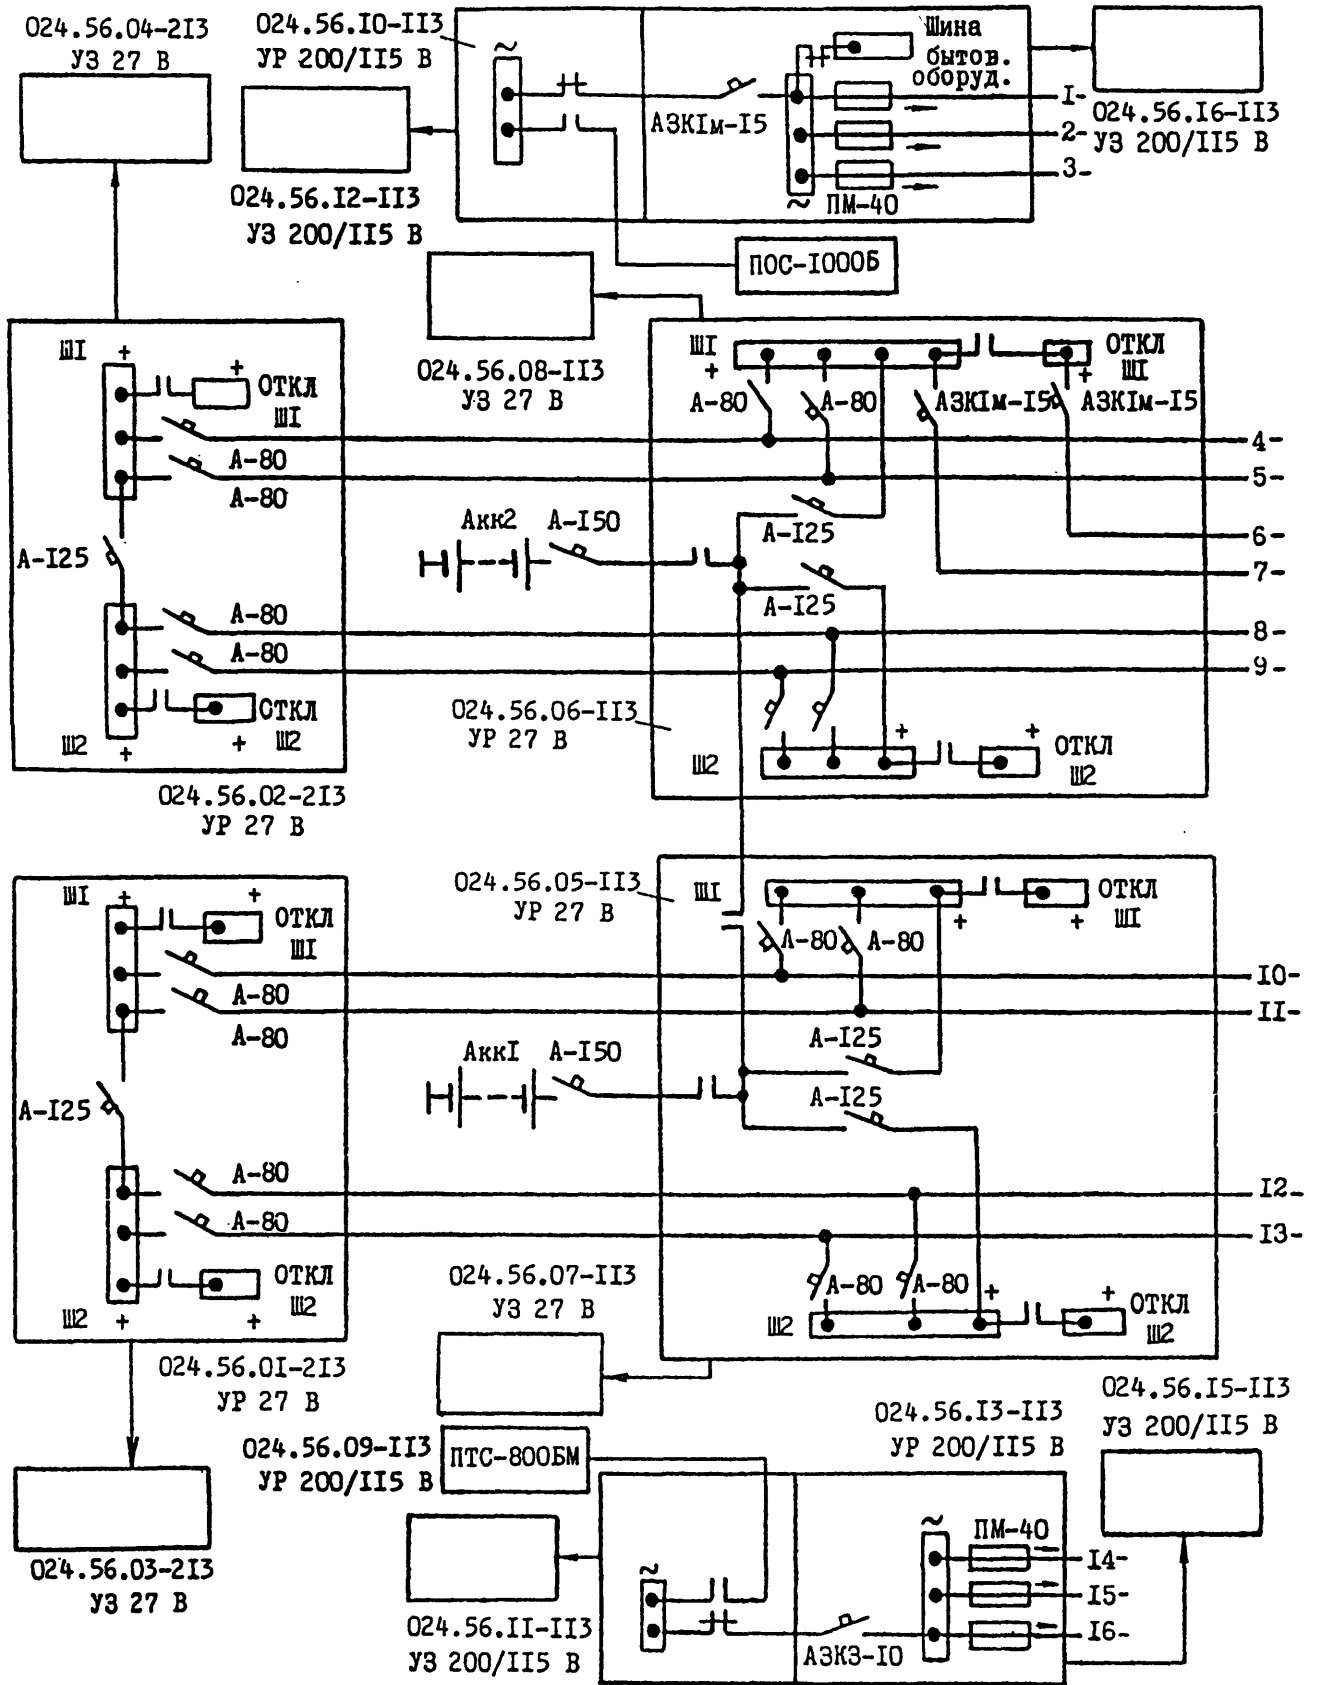 024.56.04-2I3
УЗ 27 В
024.56.I0-II3
УР 200/II5 В
~
АЗКIм-I5
Шина
бытов.
оборуд.
I-
2-
3-
~
ПМ-40
024.56.I6-II3
УЗ 200/II5 В
024.56.I2-II3
УЗ 200/II5 В
ПОС-I000Б
024.56.08-II3
УЗ 27 В
ШI
+
+
ОТКЛ
ШI
А-80
А-80
А-I25
А-80
А-80
Ш2
+
+
ОТКЛ
Ш2
024.56.02-2I3
УР 27 В
ШI
+
А-80
А-80
АЗКIм-I5
+
ОТКЛ
ШI
АЗКIм-I5
4-
5-
6-
7-
8-
9-
Акк2
А-I50
А-I25
А-I25
024.56.06-II3
УР 27 В
Ш2
+
+
ОТКЛ
Ш2
024.56.05-II3
УР 27 В
ШI
+
+
ОТКЛ
ШI
А-80
А-80
А-I25
Акк I
А-I50
А-I25
А-I25
А-80
А-80
Ш2
+
+
ОТКЛ
Ш2
ШI
А-80
А-80
+
+
ОТКЛ
ШI
I0-
II-
I2-
I3-
А-80
А-80
Ш2
+
+
ОТКЛ
Ш2
024.56.0I-2I3
УР 27 В
024.56.07-II3
УЗ 27 В
024.56.09-II3
УР 200/II5 В
ПТС-800БМ
024.56.I3-II3
УР 200/II5 В
024.56.I5-II3
УЗ 200/II5 В
024.56.03-2I3
УЗ 27 В
024.56.II-II3
УЗ 200/II5 В
~
АЗКЗ-I0
~
ПМ-40
I4-
I5-
I6-